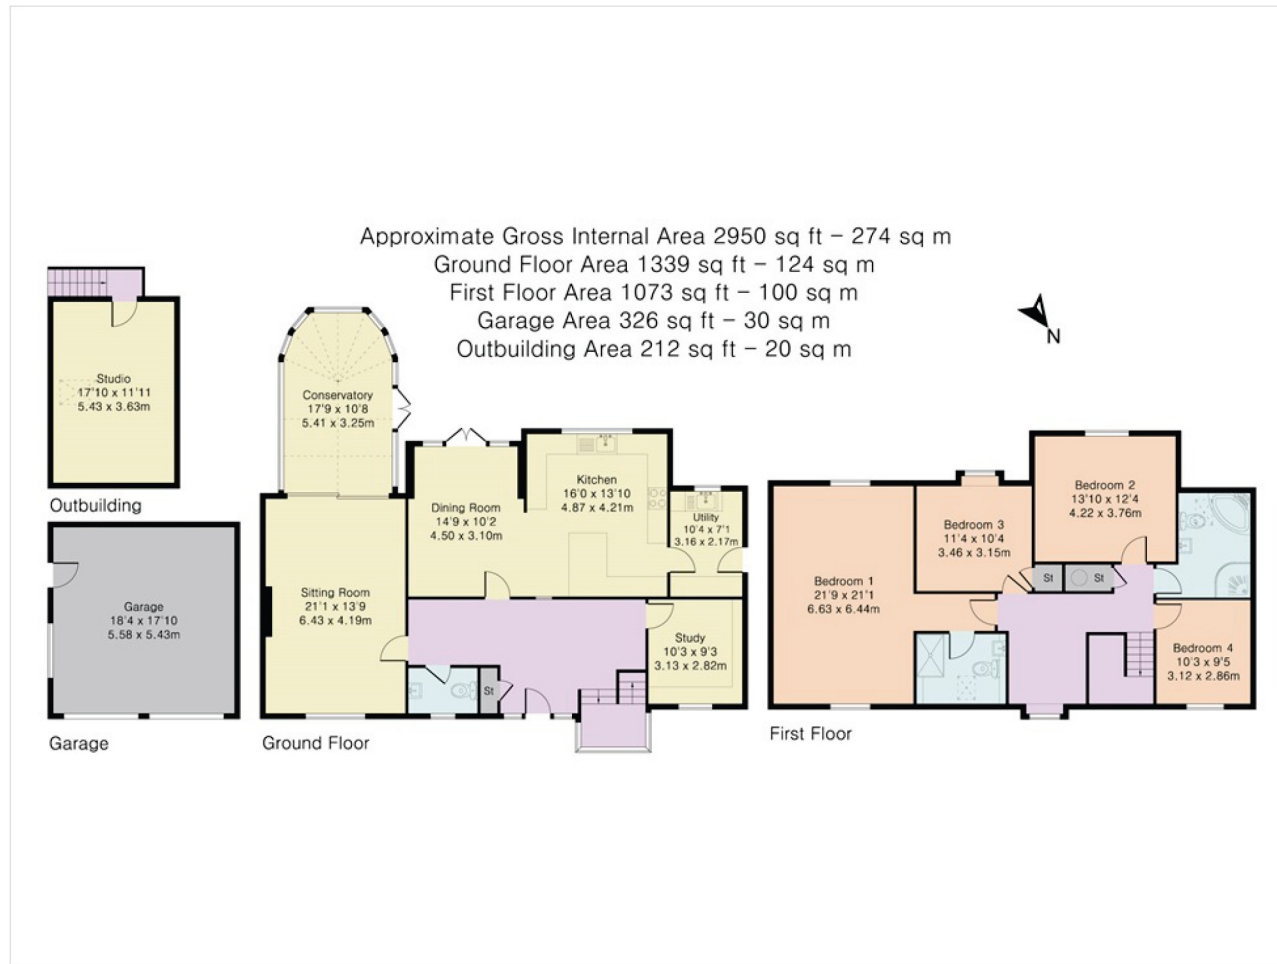 Approximate Gross Internal Area 2950 sq ft – 274 sq m
Ground Floor Area 1339 sq ft – 124 sq m
First Floor Area 1073 sq ft – 100 sq m
Garage Area 326 sq ft – 30 sq m
Outbuilding Area 212 sq ft – 20 sq m
N
Studio
17'10 x 11'11
5.43 x 3.63m
Outbuilding
Garage
18'4 x 17'10
5.58 x 5.43m
Garage
Conservatory
17'9 x 10'8
5.41 x 3.25m
Dining Room
14'9 x 10'2
4.50 x 3.10m
Kitchen
16'0 x 13'10
4.87 x 4.21m
Utility
10'4 x 7'1
3.16 x 2.17m
Sitting Room
21'1 x 13'9
6.43 x 4.19m
Study
10'3 x 9'3
3.13 x 2.82m
St
Ground Floor
Bedroom 1
21'9 x 21'1
6.63 x 6.44m
Bedroom 3
11'4 x 10'4
3.46 x 3.15m
Bedroom 2
13'10 x 12'4
4.22 x 3.76m
St
St
Bedroom 4
10'3 x 9'5
3.12 x 2.86m
First Floor